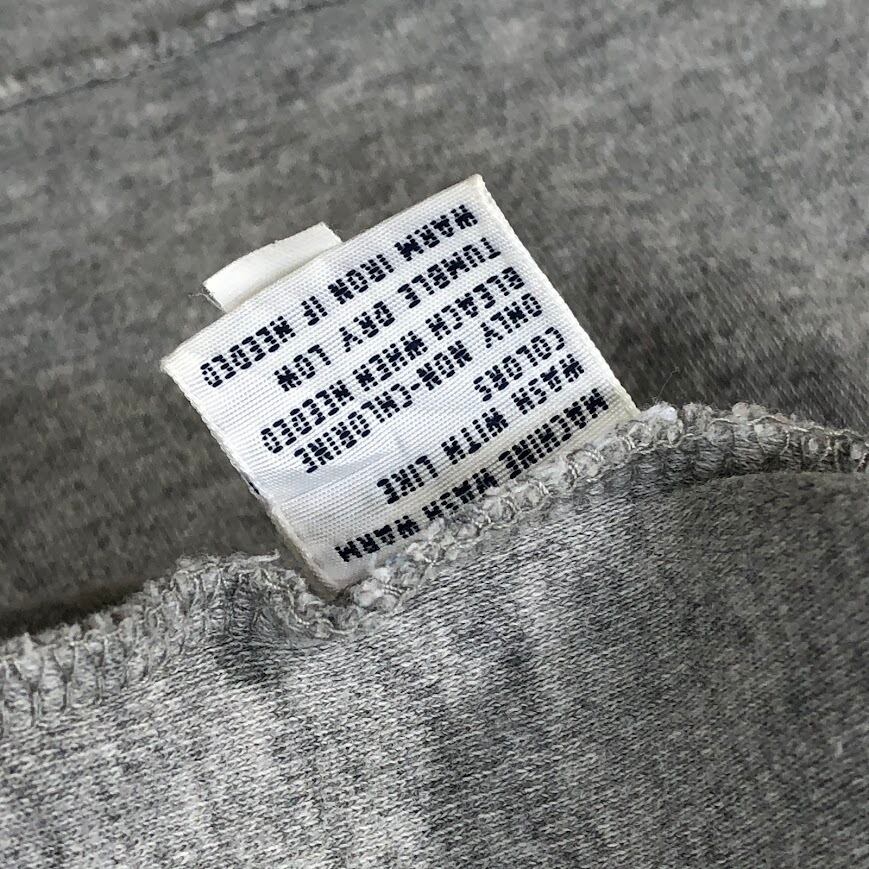 MACHINE WASH WARM
WASH WITH LIKE
COLORS
ONLY NON-CHLORINE
BLEACH WHEN NEEDED
TUMBLE DRY LOW
WARM IRON IF NEEDED